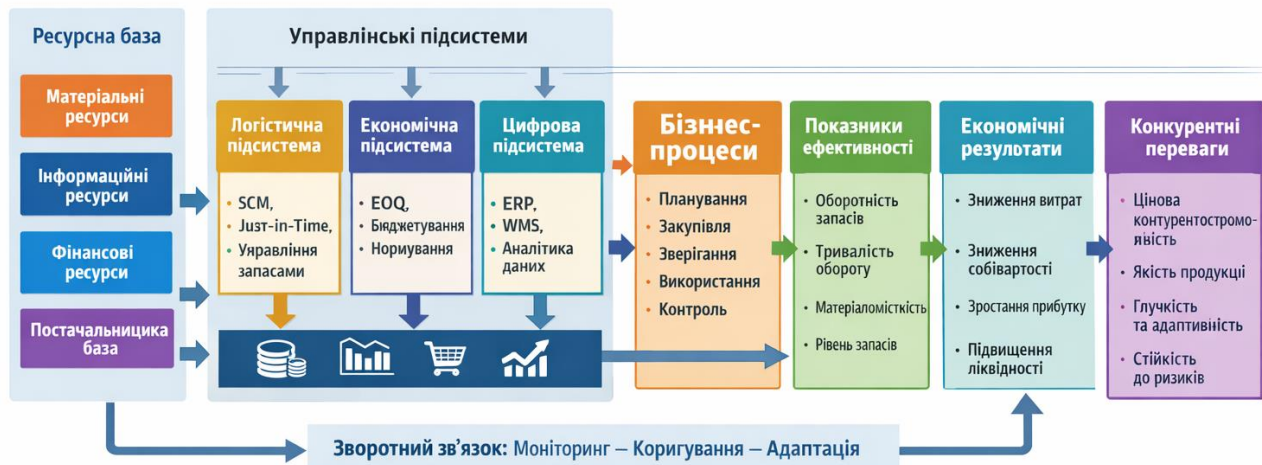 Ресурсна база
Матеріальні
ресурси
Інформаційні
ресурси
Фінансові
ресурси
Постачальницика
база
Управлінські підсистеми
Логістична
підсистема
SCM,
Just-in-Time,
Управління
запасами
Економічна
підсистема
EOQ,
Бюджетування
Нормування
Цифрова
підсистема
ERP,
WMS,
Аналітика
даних
Бізнес-
процеси
Планування
Закупівля
Зверігання
Використання
Контроль
Показники
ефективності
Оборотність
запасів
Тривалість
обороту
Матеріаломісткість
Рівень запасів
Економічні
результати
Зниження витрат
Зниження
собівартості
Зростання прибутку
Підвищення
ліквідності
Конкурентні
переваги
Цінова
контурентостромо-
явість
Якість продукції
Глучкість
та адаптивність
Стійкість
до ризиків
Зворотний зв'язок: Моніторинг – Коригування – Адаптація